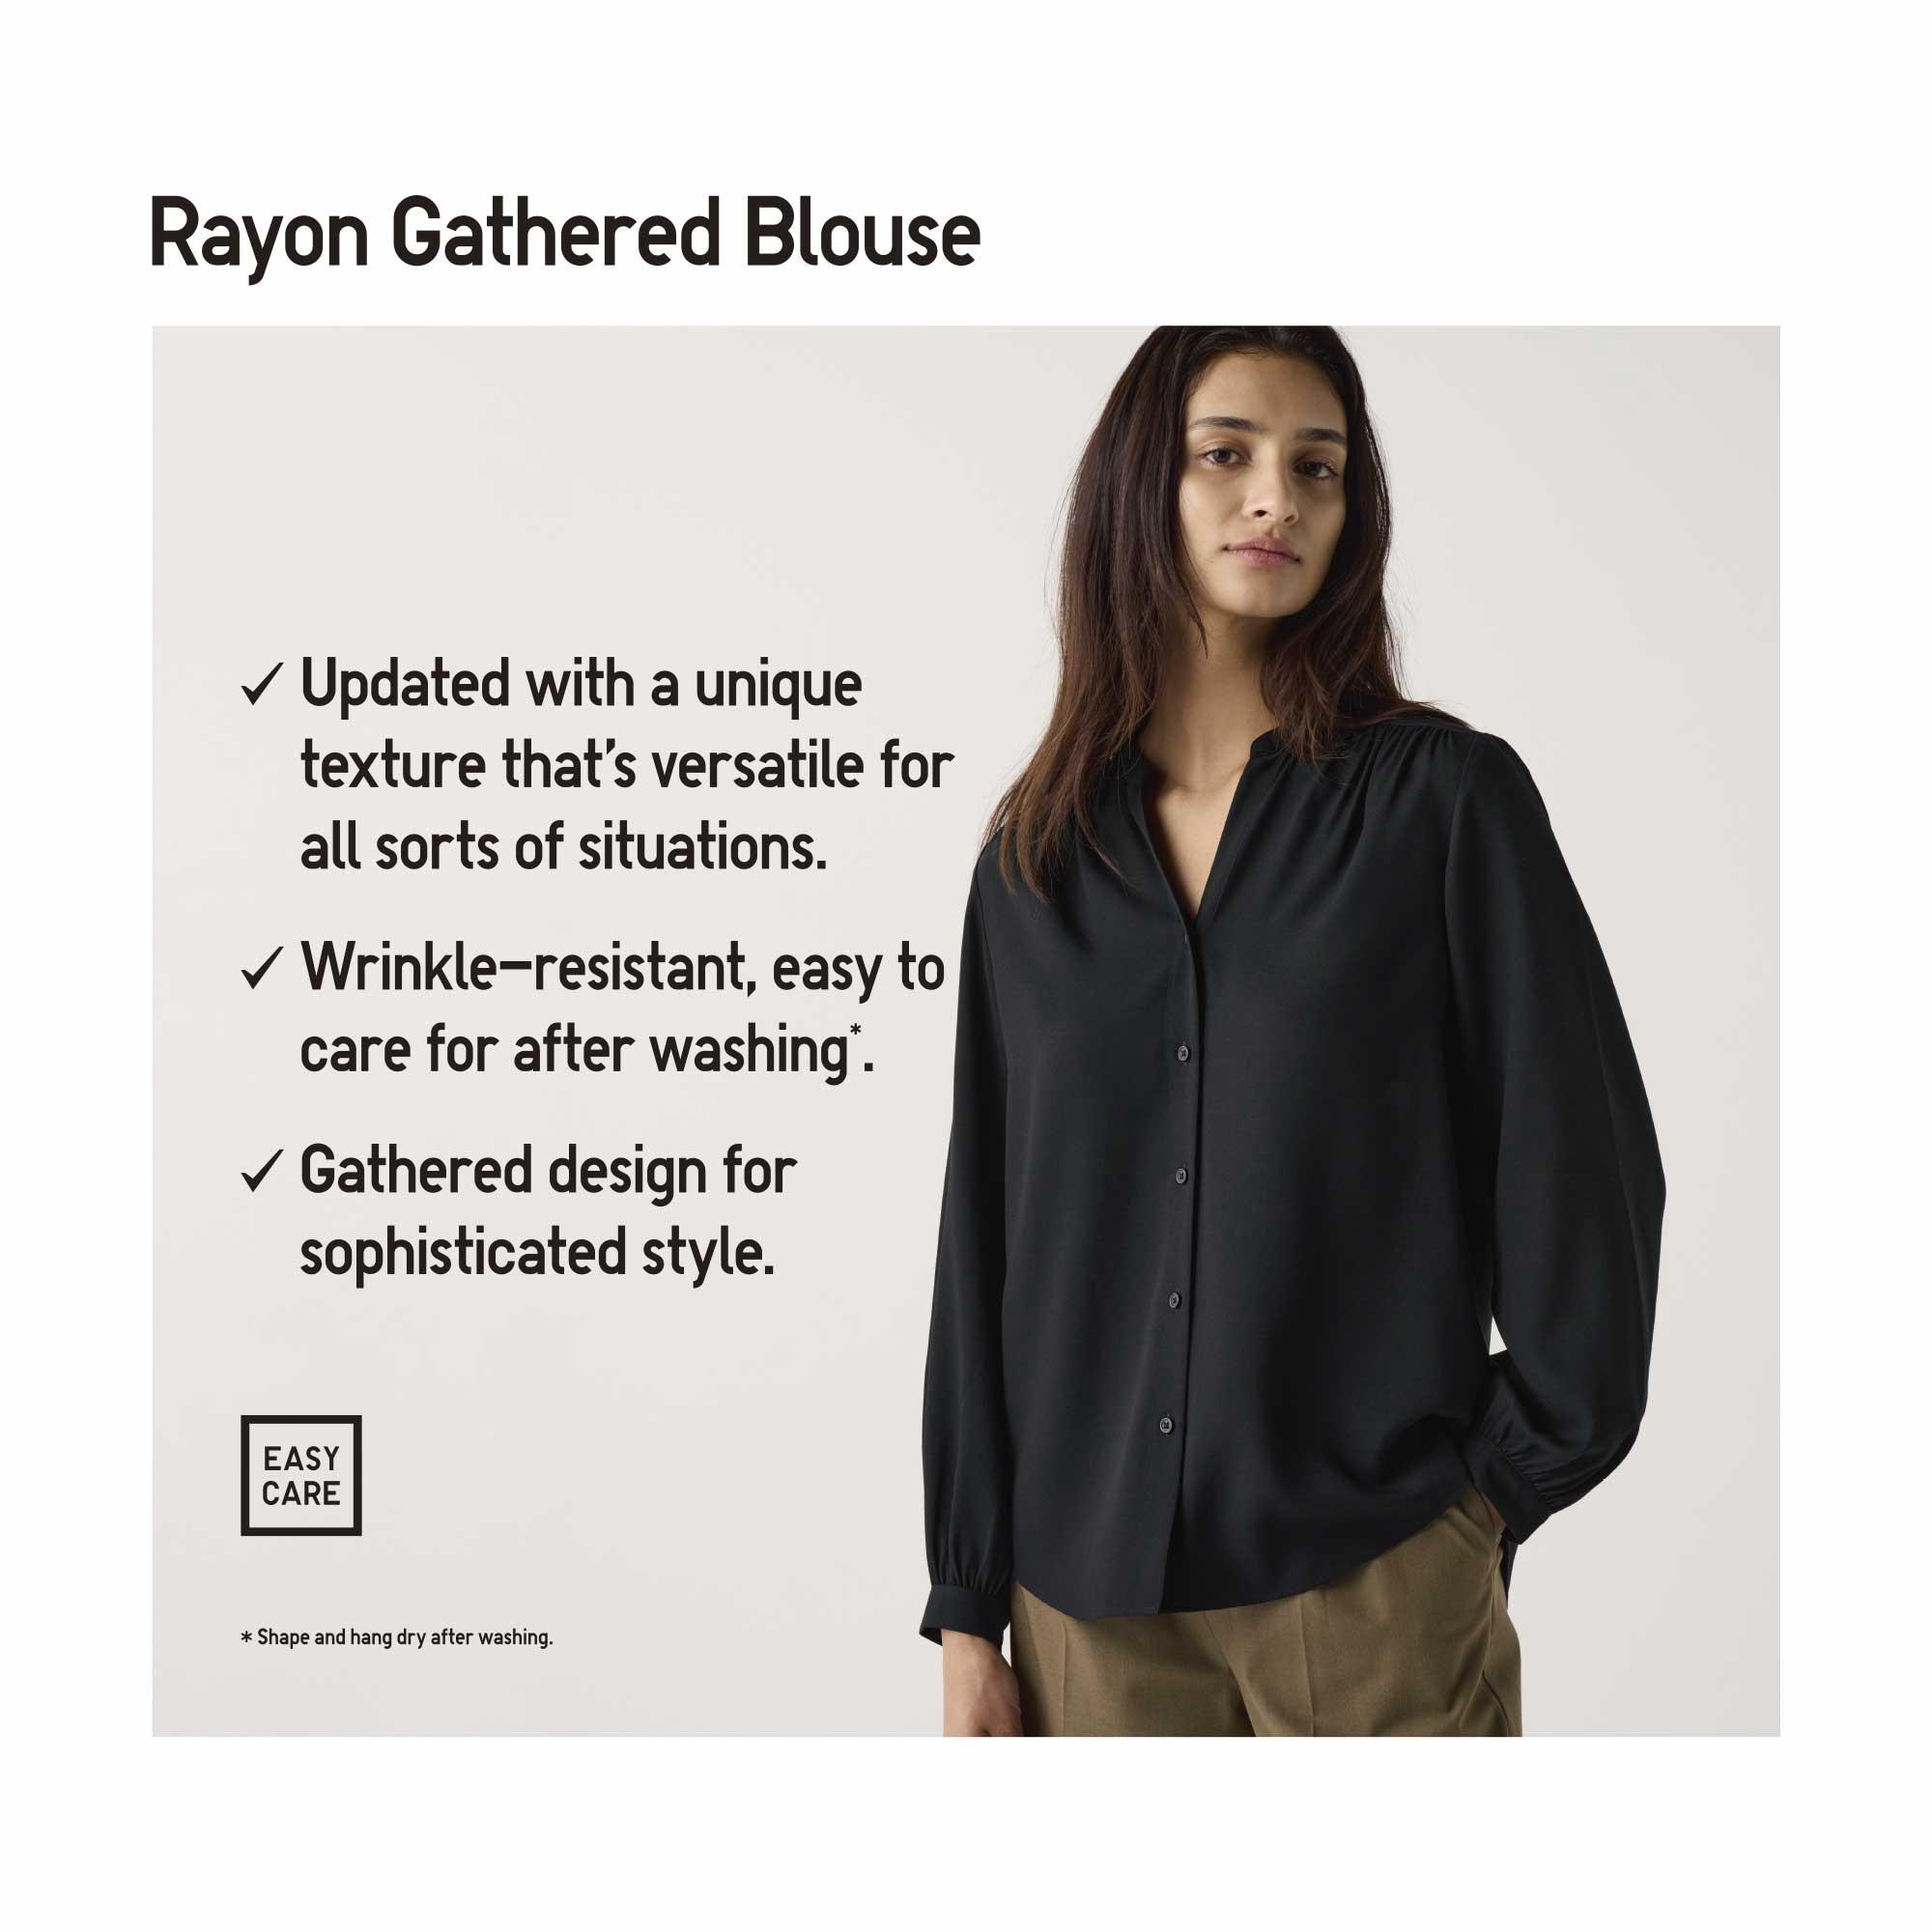 Rayon Gathered Blouse
✓ Updated with a unique
texture that’s versatile for
all sorts of situations.
✓ Wrinkle-resistant, easy to
care for after washing*.
✓ Gathered design for
sophisticated style.
EASY
CARE
* Shape and hang dry after washing.